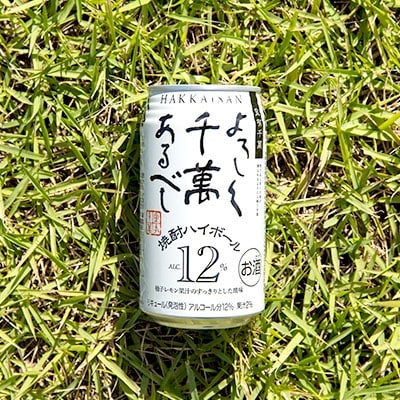 HAKKAISAN
よろしく
千萬
あるべし
焼酎ハイボール
ALC. 12%
お酒
柚子レモン果汁のすっきりとした酸味
リキュール(発泡性) アルコール分12% 果汁2%